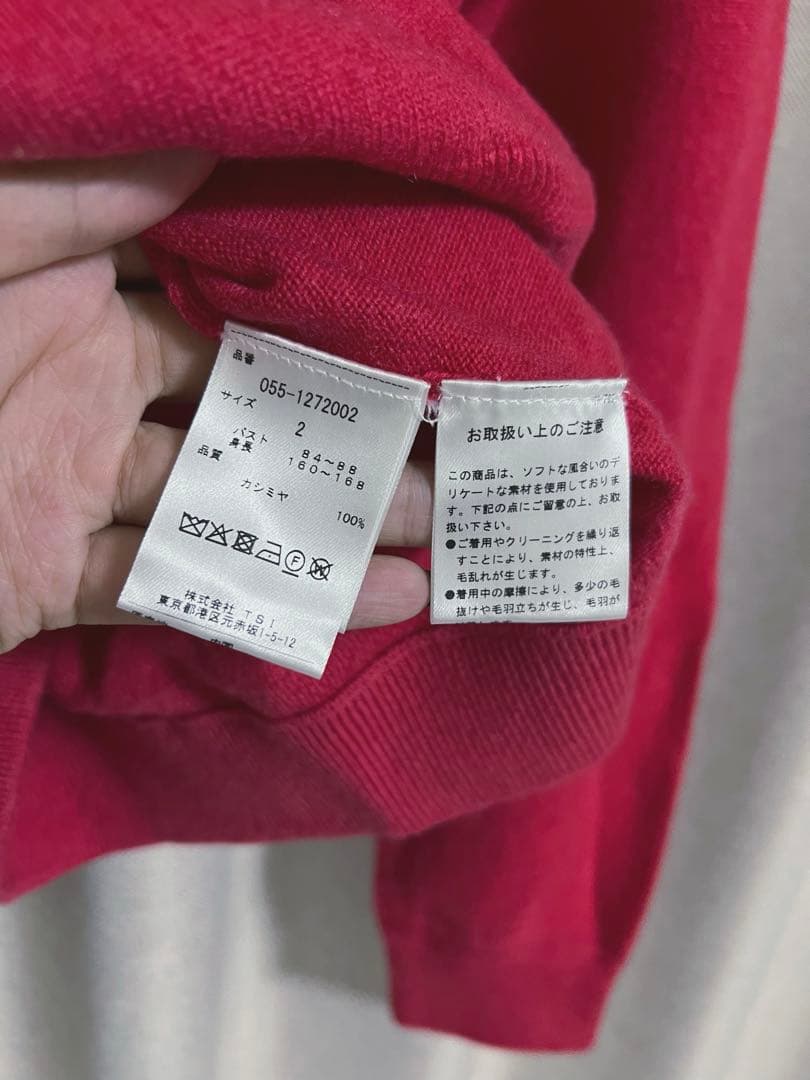 品番
055-1272002
サイズ
2
バスト 84～88
身長 160～168
品質
カシミヤ 100%
F W
株式会社 TSI
東京都港区元赤坂1-5-12
中国
お取扱い上のご注意
この商品は、ソフトな風合いのデ
リケートな素材を使用しておりま
す。下記の点にご留意の上、お取
扱い下さい。
●ご着用やクリーニングを繰り返
すことにより、素材の特性上、
毛乱れが生じます。
●着用中の摩擦により、多少の毛
抜けや毛羽立ちが生じ、毛羽が